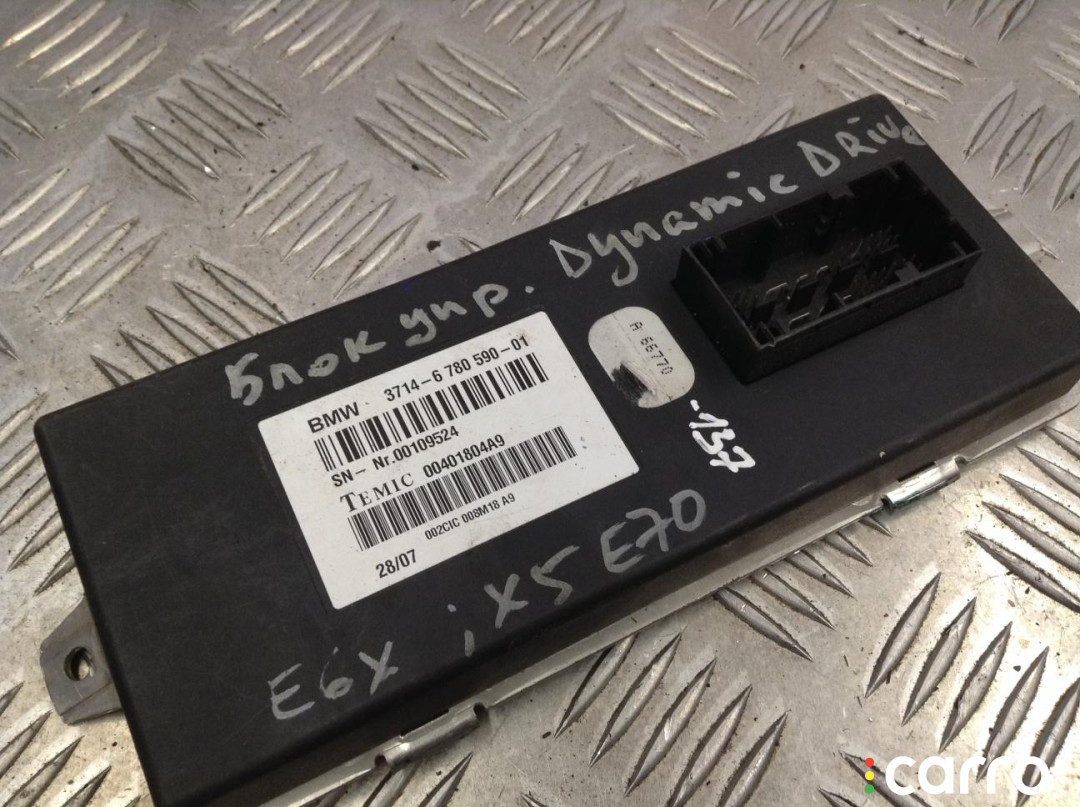 Блок упр. Dynamic Drive
BMW 3714-6 780 590-01
SN- Nr.00109524
TEMIC 00401804A9
002CIC 008M18 A9
28/07
A 66770
-137
E6X ; X5 E70
carro